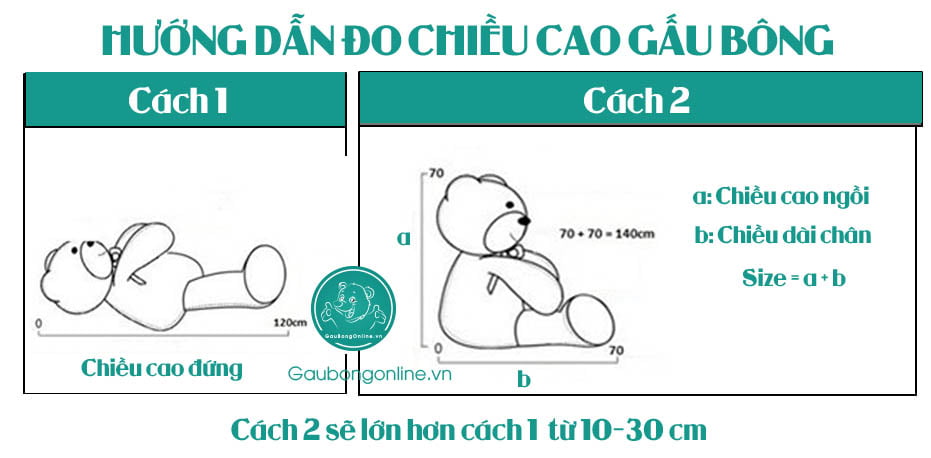 HƯỚNG DẪN ĐO CHIỀU CAO GẤU BÔNG
Cách 1
Cách 2
0
120cm
Chiều cao đứng
GauBongOnline.vn
Gaubongonline.vn
70
a
70 + 70 = 140cm
0
70
b
a: Chiều cao ngồi
b: Chiều dài chân
Size = a + b
Cách 2 sẽ lớn hơn cách 1 từ 10-30 cm